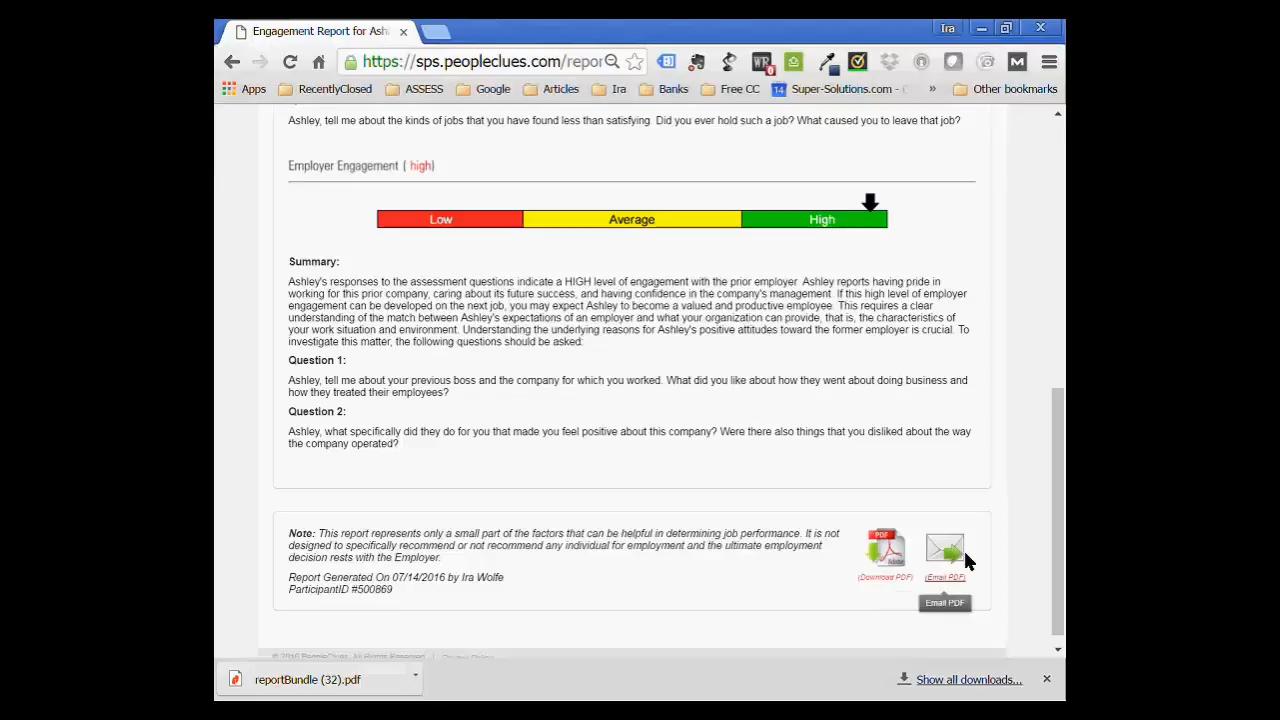 Engagement Report for Ash
Ira
https://sps.peopleclues.com/repor
Apps RecentlyClosed ASSESS Google Articles Ira Banks Free CC 14 Super-Solutions.com - » Other bookmarks
Ashley, tell me about the kinds of jobs that you have found less than satisfying. Did you ever hold such a job? What caused you to leave that job?
Employer Engagement ( high)
Low Average High
Summary:
Ashley's responses to the assessment questions indicate a HIGH level of engagement with the prior employer. Ashley reports having pride in
working for this prior company, caring about its future success, and having confidence in the company's management. If this high level of employer
engagement can be developed on the next job, you may expect Ashley to become a valued and productive employee. This requires a clear
understanding of the match between Ashley's expectations of an employer and what your organization can provide, that is, the characteristics of
your work situation and environment. Understanding the underlying reasons for Ashley's positive attitudes toward the former employer is crucial. To
investigate this matter, the following questions should be asked:
Question 1:
Ashley, tell me about your previous boss and the company for which you worked. What did you like about how they went about doing business and
how they treated their employees?
Question 2:
Ashley, what specifically did they do for you that made you feel positive about this company? Were there also things that you disliked about the way
the company operated?
Note: This report represents only a small part of the factors that can be helpful in determining job performance. It is not
designed to specifically recommend or not recommend any individual for employment and the ultimate employment
decision rests with the Employer.
Report Generated On 07/14/2016 by Ira Wolfe
ParticipantID #500869
PDF
Adobe
(Download PDF) (Email PDF)
Email PDF
© 2016 PeopleClues. All Rights Reserved. | Privacy Policy
reportBundle (32).pdf
Show all downloads...